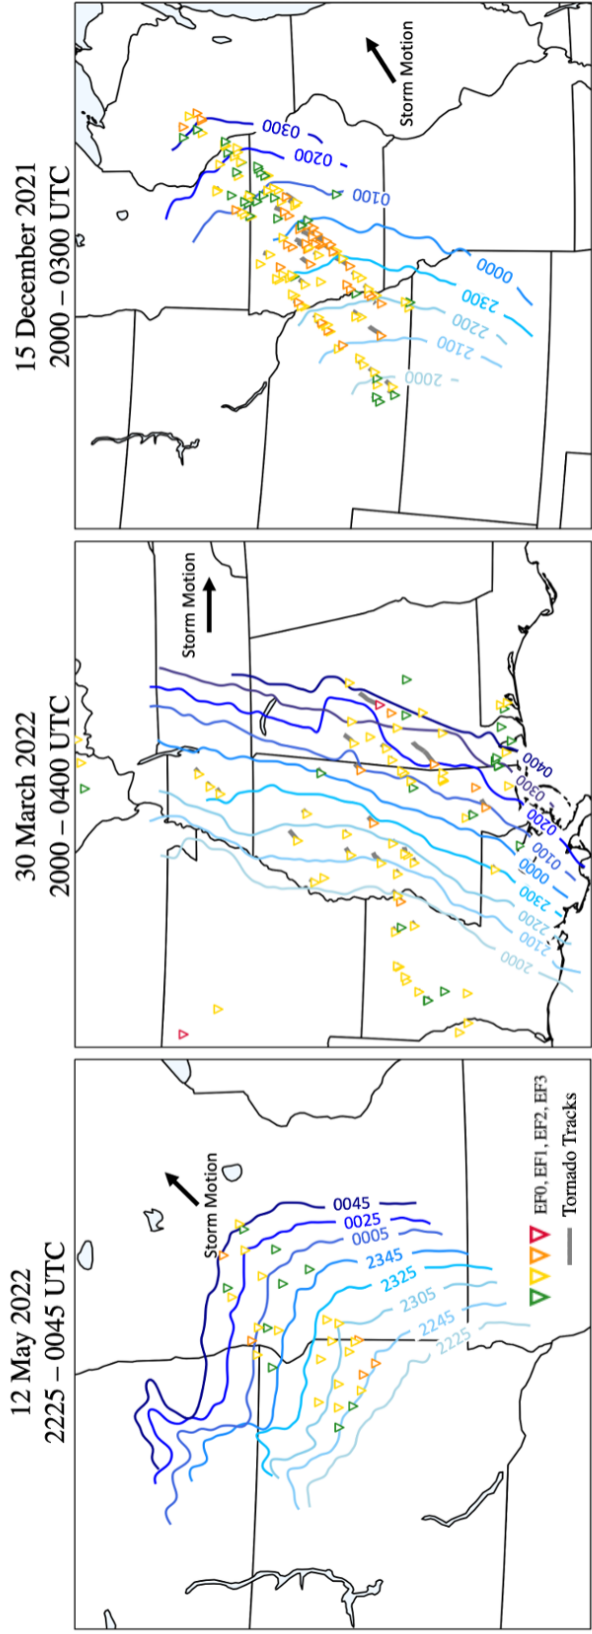 12 May 2022
2225 – 0045 UTC
Storm Motion
0045
0025
0005
2345
2325
2305
2245
2225
EF0, EF1, EF2, EF3
Tornado Tracks
30 March 2022
2000 – 0400 UTC
Storm Motion
0400
0300
0200
0100
0000
2300
2200
2100
2000
15 December 2021
2000 – 0300 UTC
Storm Motion
0300
0200
0100
0000
2300
2200
2100
2000